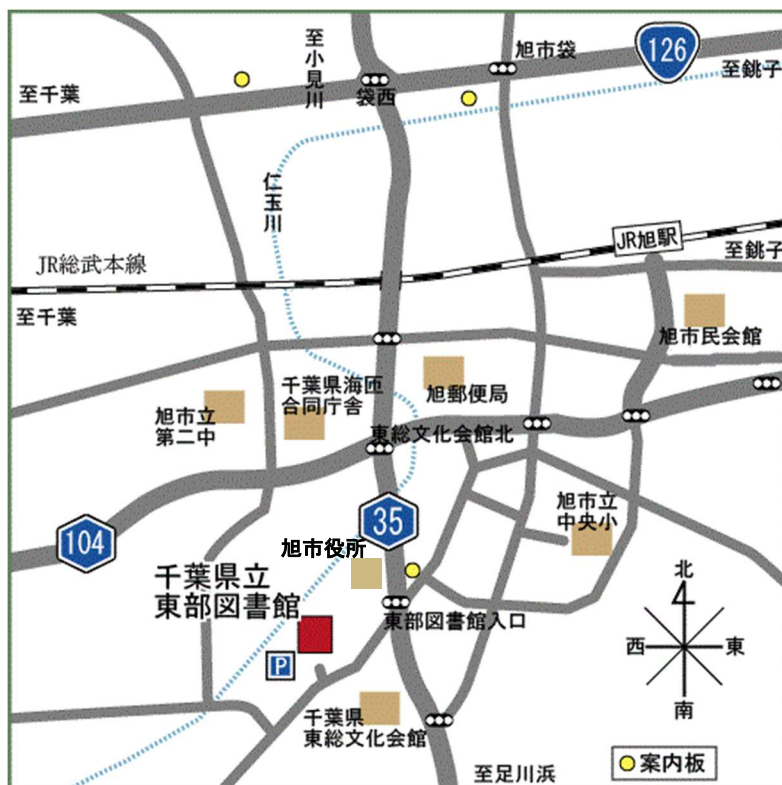 至小見川
旭市袋
126
至千葉
袋西
至銚子
仁玉川
JR総武本線
JR旭駅
至銚子
至千葉
旭市民会館
千葉県海匝
合同庁舎
旭郵便局
旭市立
第二中
東総文化会館北
旭市立
中央小
35
104
旭市役所
千葉県立
東部図書館
北
東部図書館入口
西
東
P
南
千葉県
東総文化会館
至足川浜
案内板